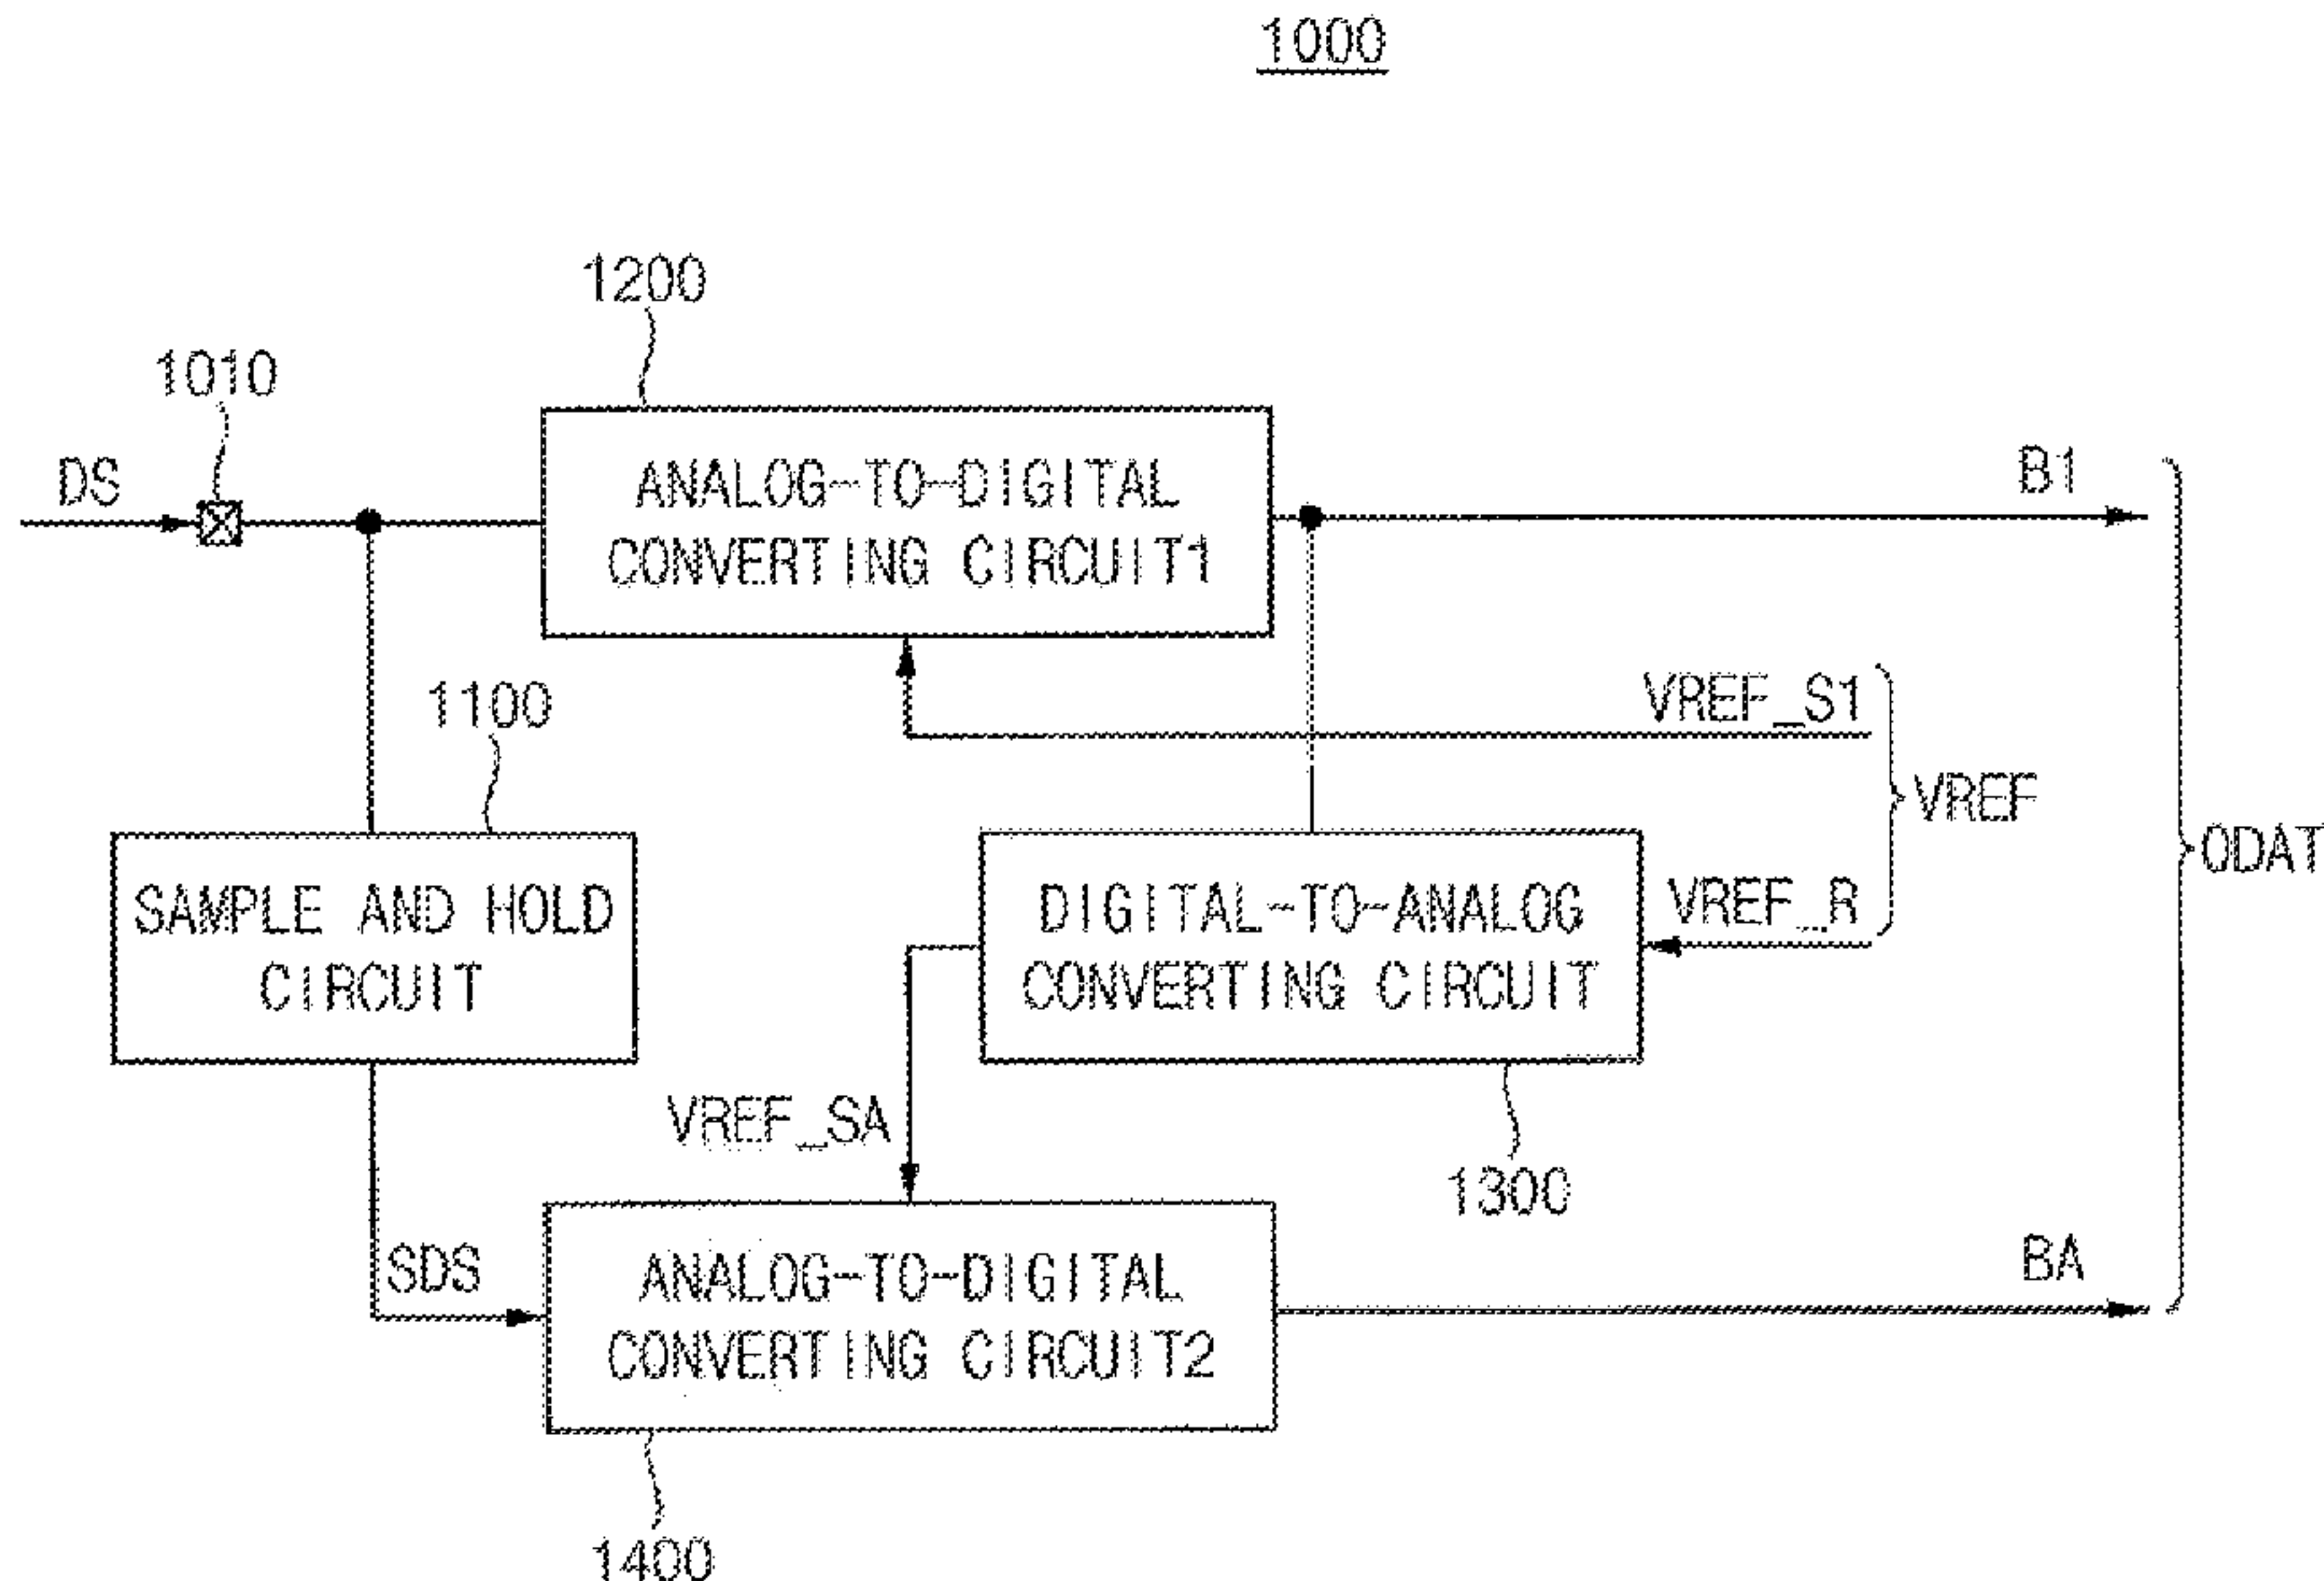 1000
1200
1010
DS
ANALOG-TO-DIGITAL
CONVERTING CIRCUIT1
B1
1100
VREF_S1
VREF
ODAT
SAMPLE AND HOLD
CIRCUIT
DIGITAL-TO-ANALOG
CONVERTING CIRCUIT
VREF_R
VREF_SA
1300
SDS
ANALOG-TO-DIGITAL
CONVERTING CIRCUIT2
BA
1400